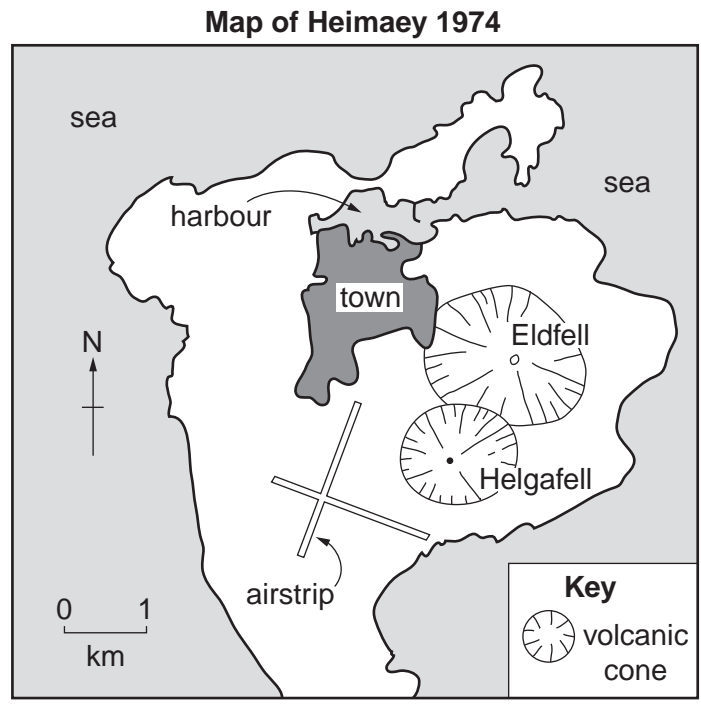 Map of Heimaey 1974
sea
sea
harbour
town
N
Eldfell
Helgafell
airstrip
0 1
km
Key
volcanic
cone